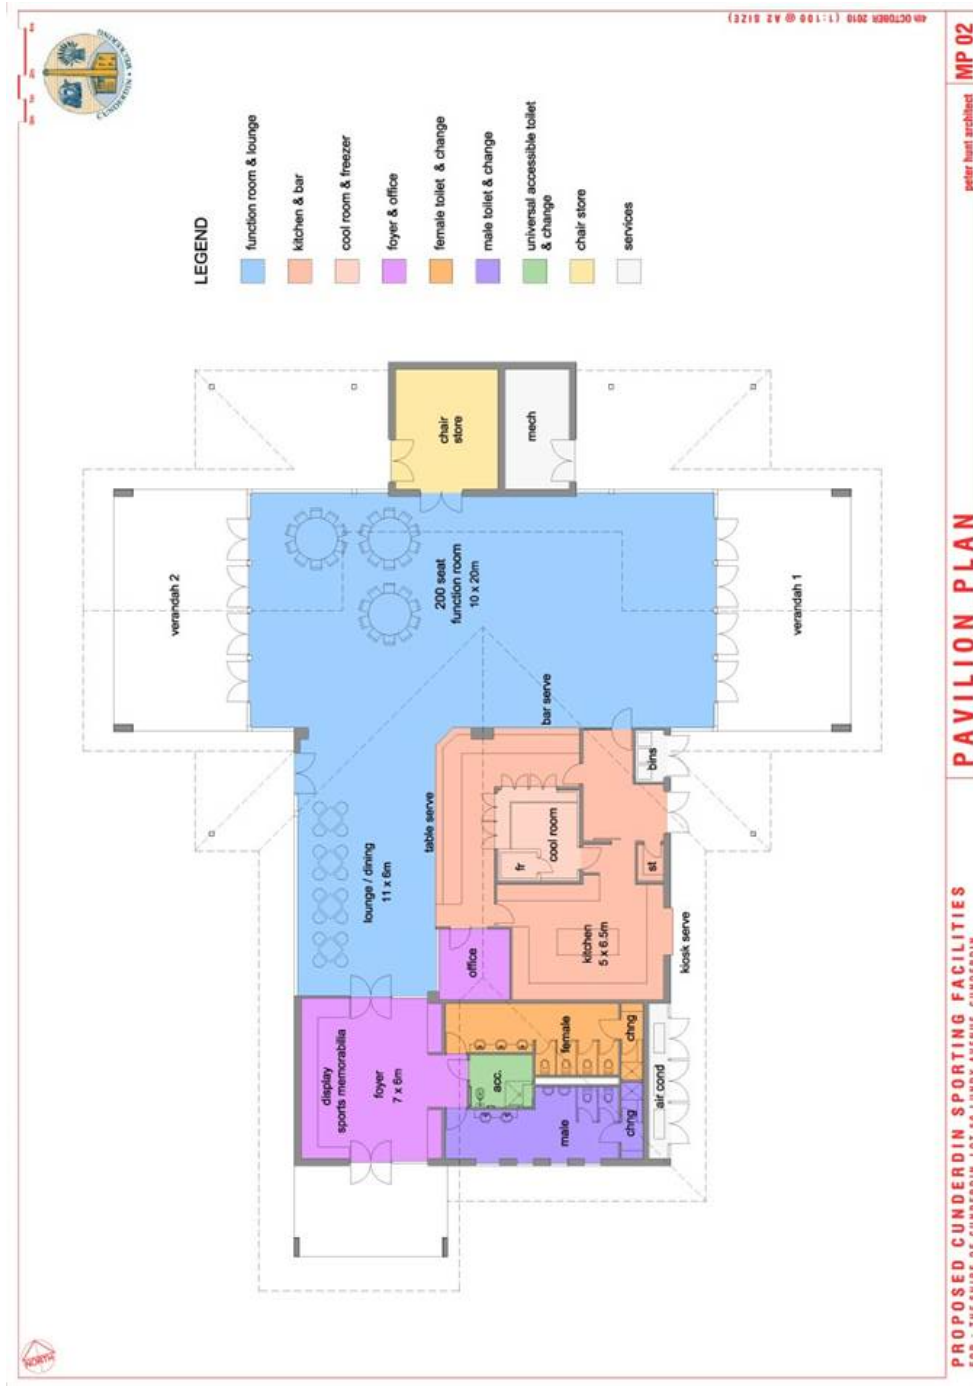 4th OCTOBER 2010 (1:100 @ A2 SIZE)
CUNDERDIN • MECKERING
LEGEND
function room & lounge
kitchen & bar
cool room & freezer
foyer & office
female toilet & change
male toilet & change
universal accessible toilet
& change
chair store
services
verandah 2
chair
store
mech
200 seat
function room
10 x 20m
verandah 1
lounge / dining
11 x 6m
table serve
bar serve
bins
cool room
fr
st
kitchen
5 x 6.5m
kiosk serve
office
display
sports memorabilia
foyer
7 x 6m
acc.
female
male
chng
chng
air cond
NORTH
PROPOSED CUNDERDIN SPORTING FACILITIES
PAVILION PLAN
peter hunt architect
MP 02